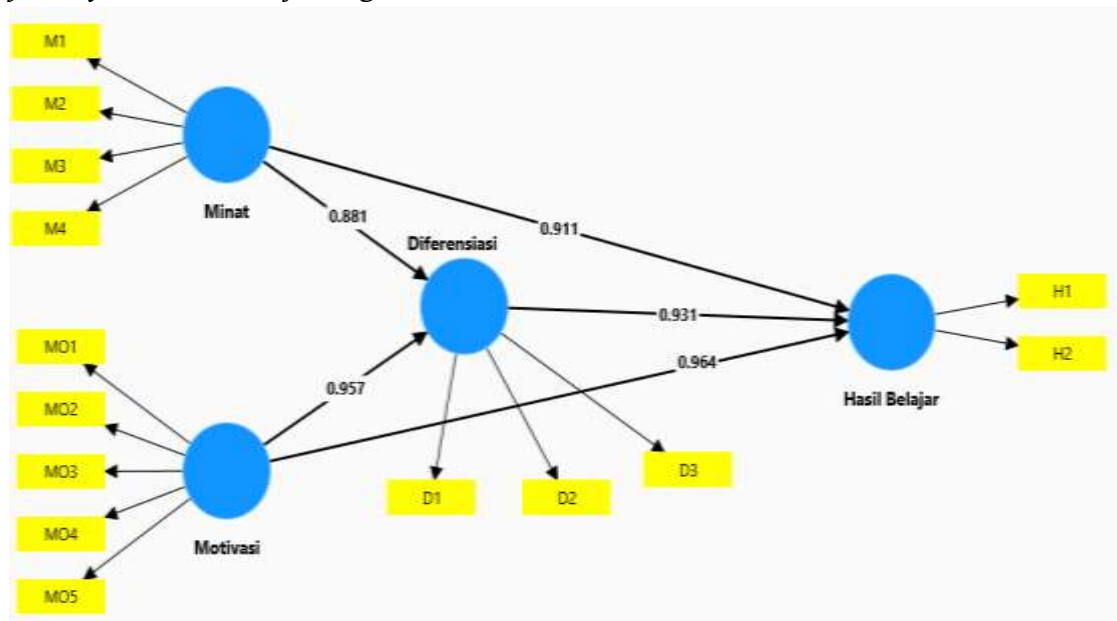 M1
M2
M3
M4
Minat
0.881
0.911
Diferensiasi
0.931
0.964
0.957
H1
H2
Hasil Belajar
MO1
MO2
MO3
MO4
MO5
Motivasi
D1
D2
D3